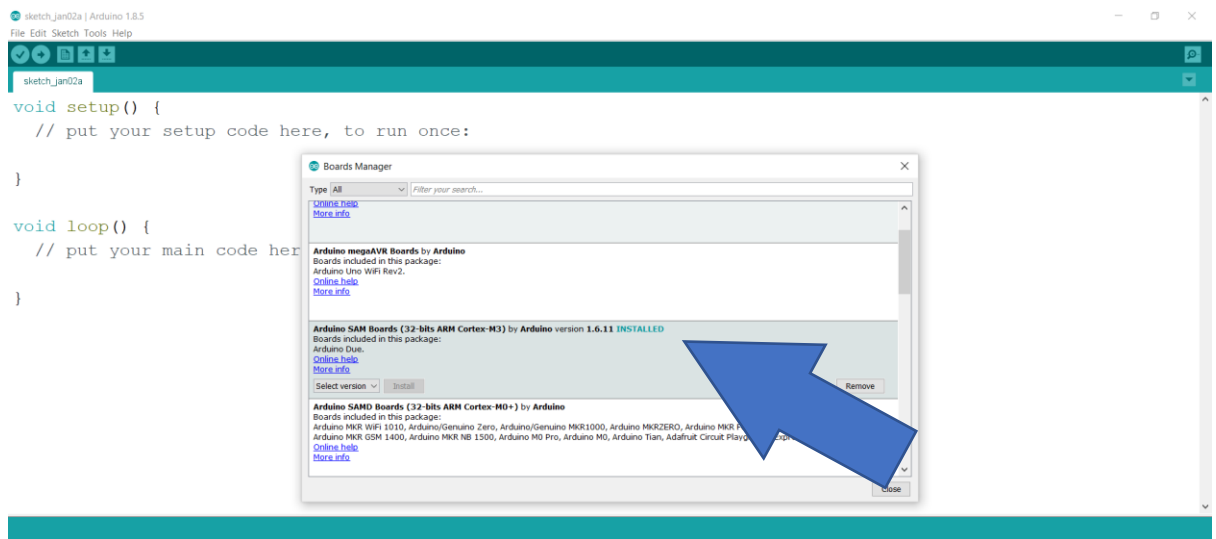 sketch_jan02a | Arduino 1.8.5
File Edit Sketch Tools Help
sketch_jan02a
void setup() {
// put your setup code here, to run once:
}
void loop() {
// put your main code her
}
Boards Manager
Type All Filter your search...
Online help
More info
Arduino megaAVR Boards by Arduino
Boards included in this package:
Arduino Uno WiFi Rev2.
Online help
More info
Arduino SAM Boards (32-bits ARM Cortex-M3) by Arduino version 1.6.11 INSTALLED
Boards included in this package:
Arduino Due.
Online help
More info
Select version Install Remove
Arduino SAMD Boards (32-bits ARM Cortex-M0+) by Arduino
Boards included in this package:
Arduino MKR WiFi 1010, Arduino/Genuino Zero, Arduino/Genuino MKR1000, Arduino MKRZERO, Arduino MKR
Arduino MKR GSM 1400, Arduino MKR NB 1500, Arduino M0 Pro, Arduino M0, Arduino Tian, Adafruit Circuit
Online help
More info
Close